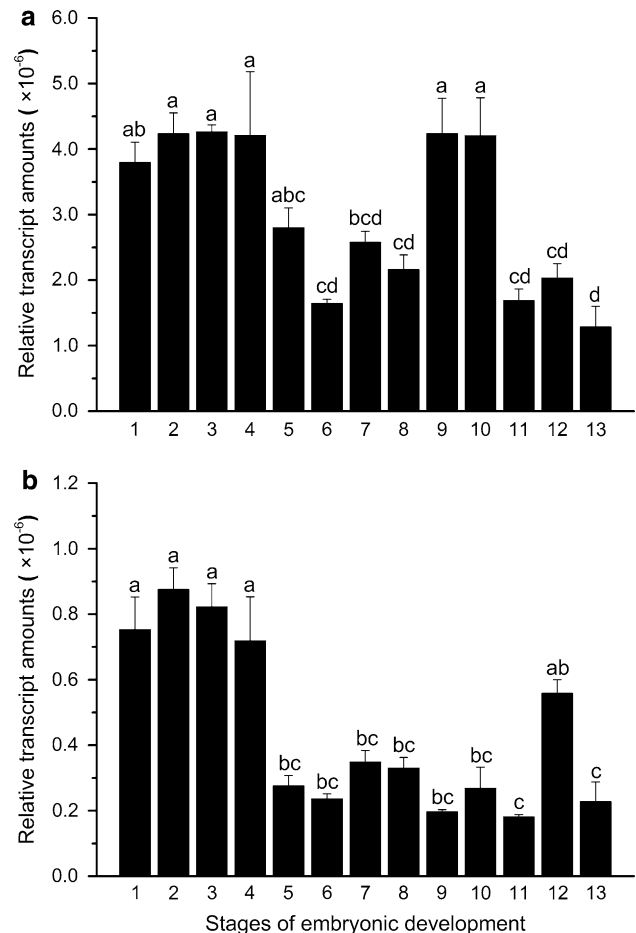 a
Relative transcript amounts ( ×10⁻⁶)
6.0
5.0
4.0
3.0
2.0
1.0
0.0
ab a a a abc cd bcd cd a a cd cd d
1 2 3 4 5 6 7 8 9 10 11 12 13
b
Relative transcript amounts ( ×10⁻⁶)
1.2
1.0
0.8
0.6
0.4
0.2
0.0
a a a a bc bc bc bc bc bc c ab c
1 2 3 4 5 6 7 8 9 10 11 12 13
Stages of embryonic development